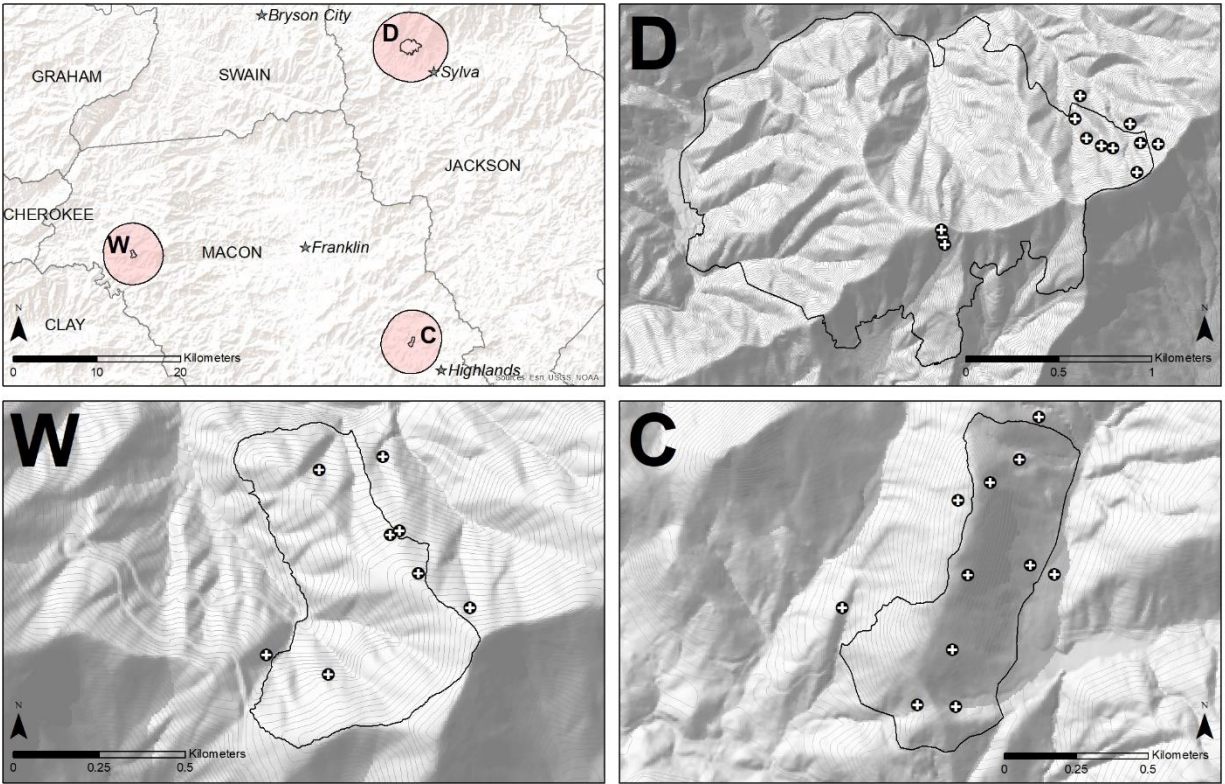 Bryson City
D
GRAHAM
SWAIN
Sylva
JACKSON
CHEROKEE
W
MACON
Franklin
N
CLAY
C
Kilometers
0 10 20
Highlands
Sources: Esri, USGS, NOAA
D
N
Kilometers
0 0.5 1
W
N
Kilometers
0 0.25 0.5
C
N
Kilometers
0 0.25 0.5